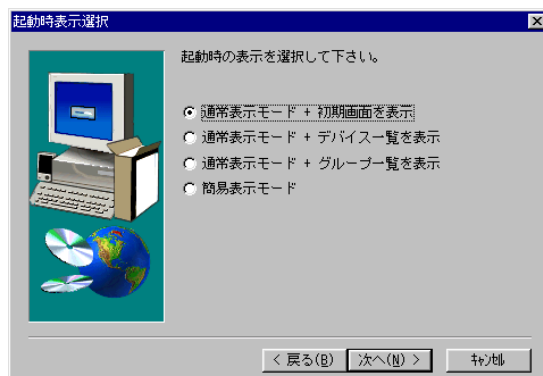 起動時表示選択
起動時の表示を選択して下さい。
通常表示モード + 初期画面を表示
通常表示モード + デバイス一覧を表示
通常表示モード + グループ一覧を表示
簡易表示モード
< 戻る(B)
次へ(N) >
ｷｬﾝｾﾙ